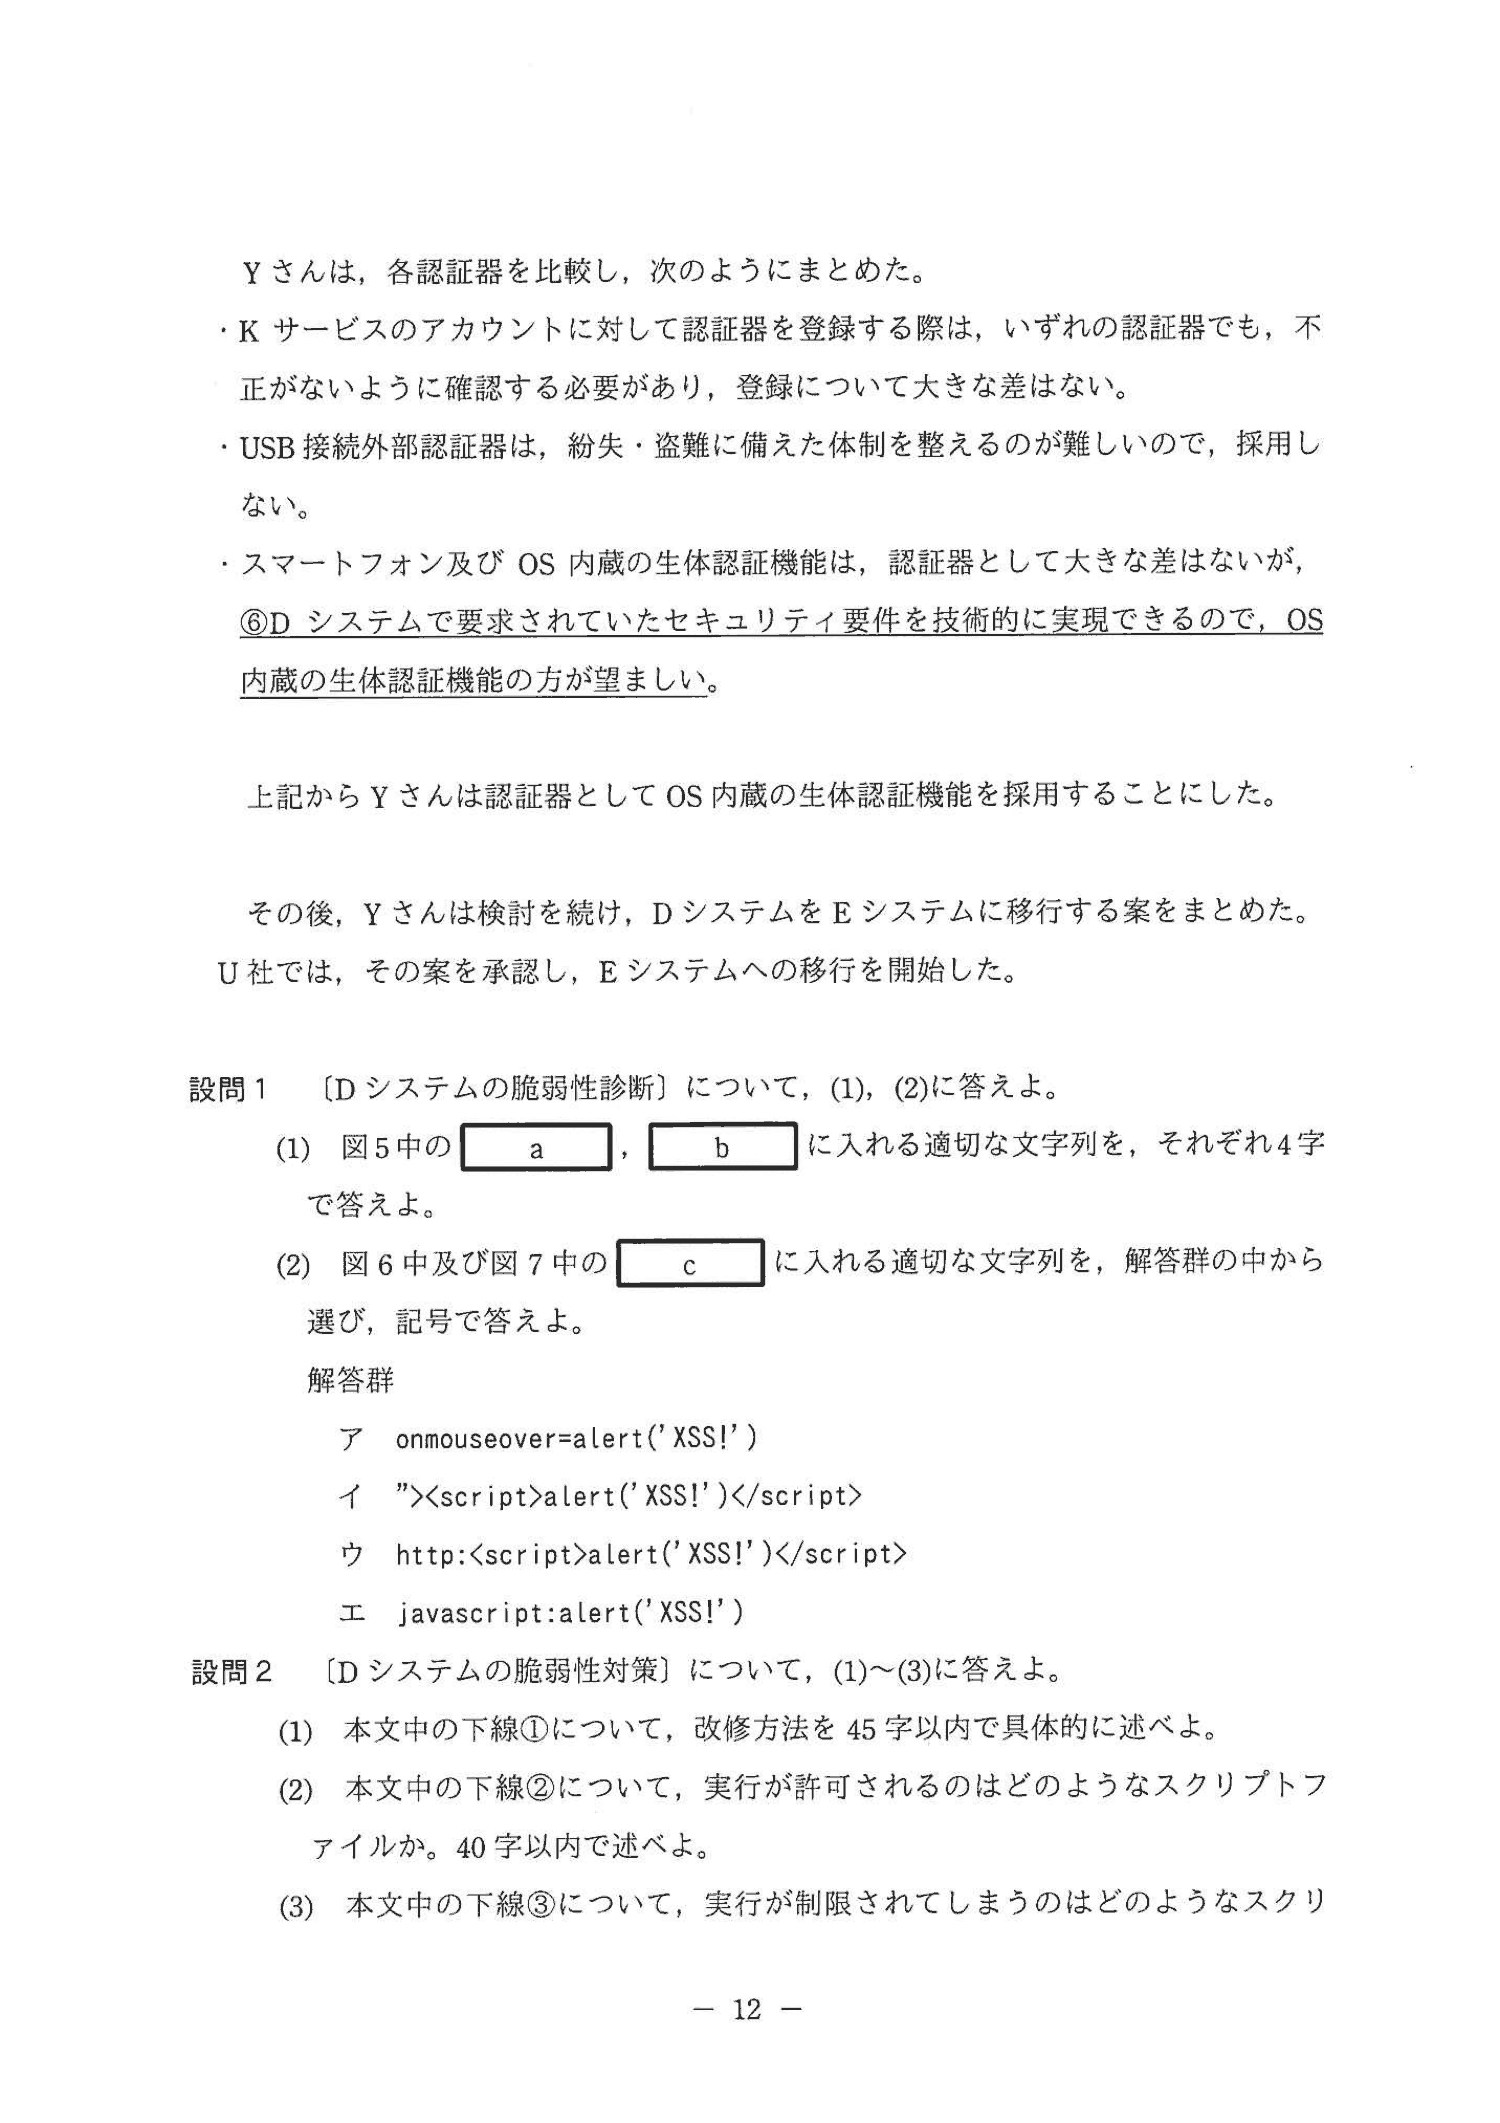 Yさんは，各認証器を比較し，次のようにまとめた。
・K サービスのアカウントに対して認証器を登録する際は，いずれの認証器でも，不
正がないように確認する必要があり，登録について大きな差はない。
・USB 接続外部認証器は，紛失・盗難に備えた体制を整えるのが難しいので，採用し
ない。
・スマートフォン及び OS 内蔵の生体認証機能は，認証器として大きな差はないが，
⑥D システムで要求されていたセキュリティ要件を技術的に実現できるので，OS
内蔵の生体認証機能の方が望ましい。
上記から Y さんは認証器として OS 内蔵の生体認証機能を採用することにした。
その後，Y さんは検討を続け，D システムを E システムに移行する案をまとめた。
U 社では，その案を承認し，E システムへの移行を開始した。
設問1 〔D システムの脆弱性診断〕について，(1)，(2)に答えよ。
(1) 図5中の a ， b に入れる適切な文字列を，それぞれ4字
で答えよ。
(2) 図 6 中及び図 7 中の c に入れる適切な文字列を，解答群の中から
選び，記号で答えよ。
解答群
ア onmouseover=alert('XSS!')
イ "><script>alert('XSS!')</script>
ウ http:<script>alert('XSS!')</script>
エ javascript:alert('XSS!')
設問2 〔D システムの脆弱性対策〕について，(1)～(3)に答えよ。
(1) 本文中の下線①について，改修方法を 45 字以内で具体的に述べよ。
(2) 本文中の下線②について，実行が許可されるのはどのようなスクリプトフ
ァイルか。40 字以内で述べよ。
(3) 本文中の下線③について，実行が制限されてしまうのはどのようなスクリ
－ 12 －